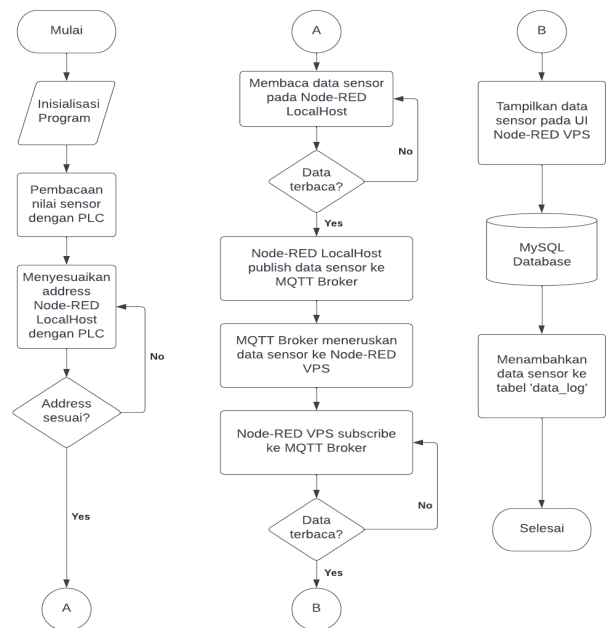 Mulai
Inisialisasi
Program
Pembacaan
nilai sensor
dengan PLC
Menyesuaikan
address
Node-RED
LocalHost
dengan PLC
No
Address
sesuai?
Yes
A
A
Membaca data sensor
pada Node-RED
LocalHost
No
Data
terbaca?
Yes
Node-RED LocalHost
publish data sensor ke
MQTT Broker
MQTT Broker meneruskan
data sensor ke Node-RED
VPS
Node-RED VPS subscribe
ke MQTT Broker
No
Data
terbaca?
Yes
B
B
Tampilkan data
sensor pada UI
Node-RED VPS
MySQL
Database
Menambahkan
data sensor ke
tabel 'data_log'
Selesai